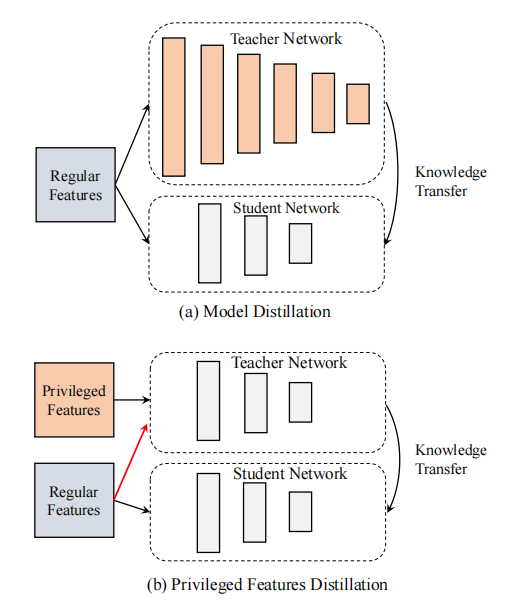 Teacher Network
Regular
Features
Knowledge
Transfer
Student Network
(a) Model Distillation
Teacher Network
Privileged
Features
Knowledge
Transfer
Student Network
Regular
Features
(b) Privileged Features Distillation